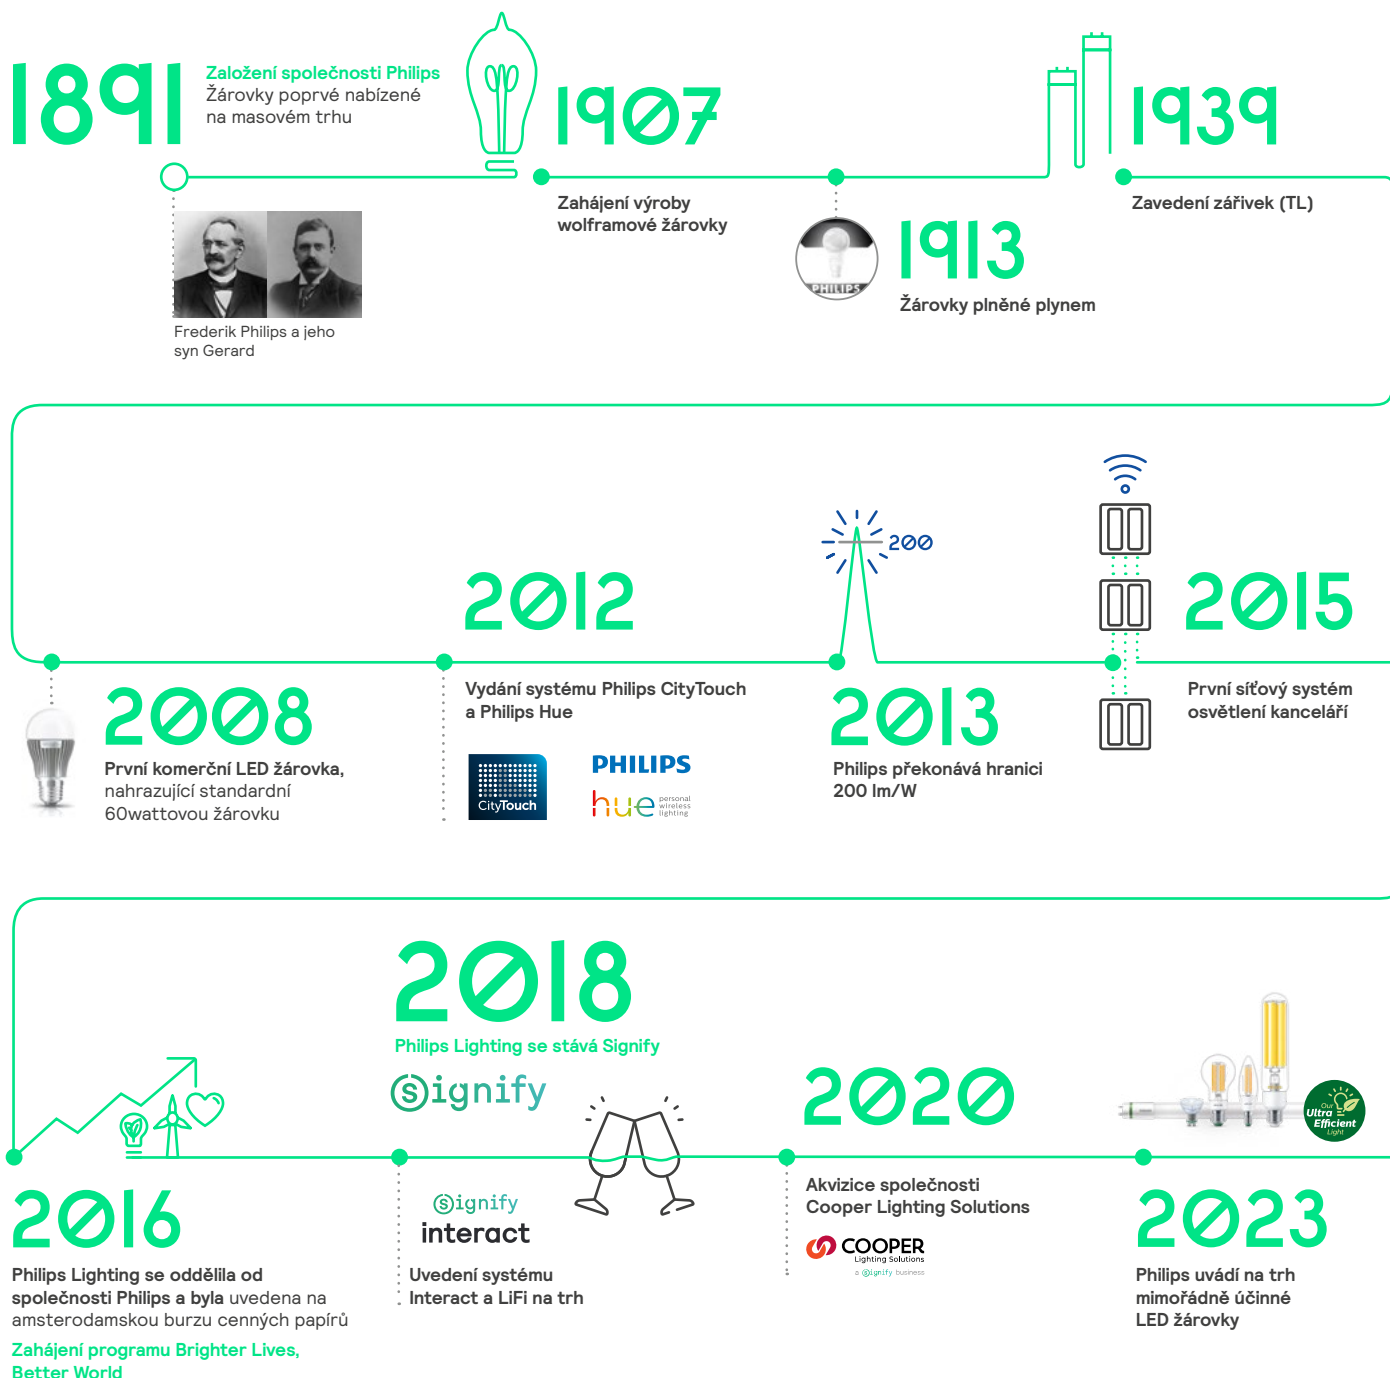 1891
Založení společnosti Philips
Žárovky poprvé nabízené
na masovém trhu
Frederik Philips a jeho
syn Gerard
1907
Zahájení výroby
wolframové žárovky
PHILIPS
1913
Žárovky plněné plynem
1939
Zavedení zářivek (TL)
2008
První komerční LED žárovka,
nahrazující standardní
60wattovou žárovku
2012
Vydání systému Philips CityTouch
a Philips Hue
CityTouch
PHILIPS
hue
personal
wireless
lighting
200
2013
Philips překonává hranici
200 lm/W
2015
První síťový systém
osvětlení kanceláří
2016
Philips Lighting se oddělila od
společnosti Philips a byla uvedena na
amsterodamskou burzu cenných papírů
Zahájení programu Brighter Lives,
Better World
2018
Philips Lighting se stává Signify
Signify
Signify
interact
Uvedení systému
Interact a LiFi na trh
2020
Akvizice společnosti
Cooper Lighting Solutions
COOPER
Lighting Solutions
a Signify business
Our
Ultra
Efficient
Light
2023
Philips uvádí na trh
mimořádně účinné
LED žárovky